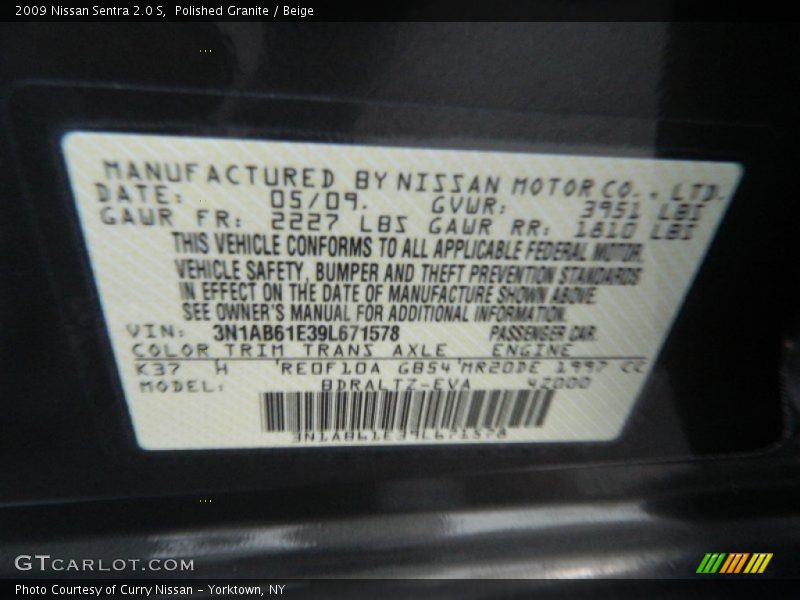 2009 Nissan Sentra 2.0 S, Polished Granite / Beige
MANUFACTURED BY NISSAN MOTOR CO., LTD.
DATE: 05/09. GVWR: 3951 LBS
GAWR FR: 2227 LBS GAWR RR: 1810 LBS
THIS VEHICLE CONFORMS TO ALL APPLICABLE FEDERAL MOTOR
VEHICLE SAFETY, BUMPER AND THEFT PREVENTION STANDARDS
IN EFFECT ON THE DATE OF MANUFACTURE SHOWN ABOVE
SEE OWNER'S MANUAL FOR ADDITIONAL INFORMATION.
VIN: 3N1AB61E39L671578 PASSENGER CAR.
COLOR TRIM TRANS AXLE ENGINE
K37 H 'RE0F10A GB54 'MR20DE 1997 CC
MODEL: BDRALTZ-EVA 42000
3N1AB61E39L671578
GTCARLOT.COM
Photo Courtesy of Curry Nissan - Yorktown, NY